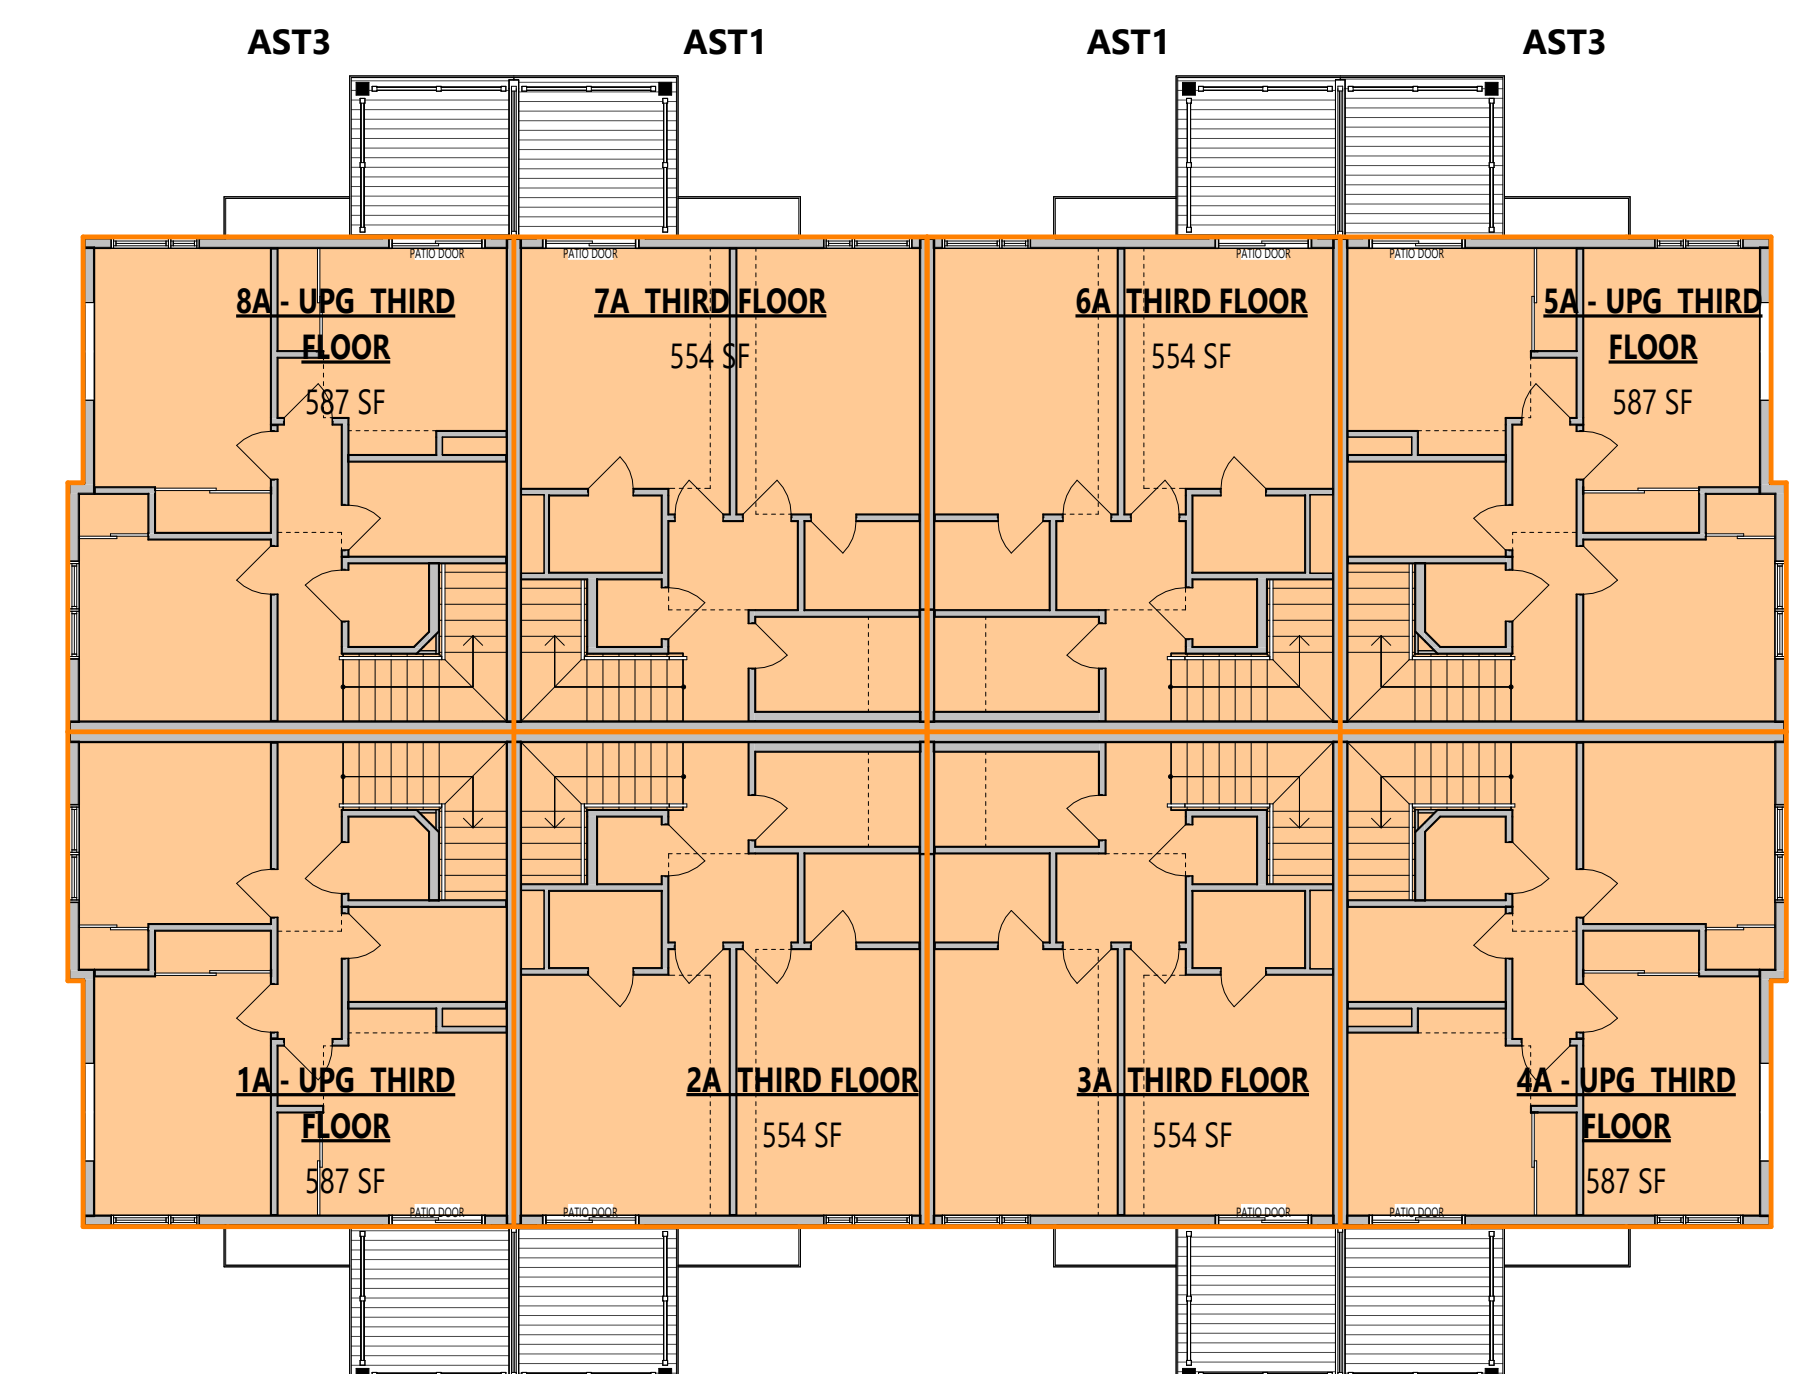 AST3 AST1 AST1 AST3
PATIO DOOR PATIO DOOR PATIO DOOR PATIO DOOR
8A - UPG THIRD
FLOOR
587 SF
7A THIRD FLOOR
554 SF
6A THIRD FLOOR
554 SF
5A - UPG THIRD
FLOOR
587 SF
1A - UPG THIRD
FLOOR
587 SF
2A THIRD FLOOR
554 SF
3A THIRD FLOOR
554 SF
4A - UPG THIRD
FLOOR
587 SF
PATIO DOOR PATIO DOOR PATIO DOOR PATIO DOOR